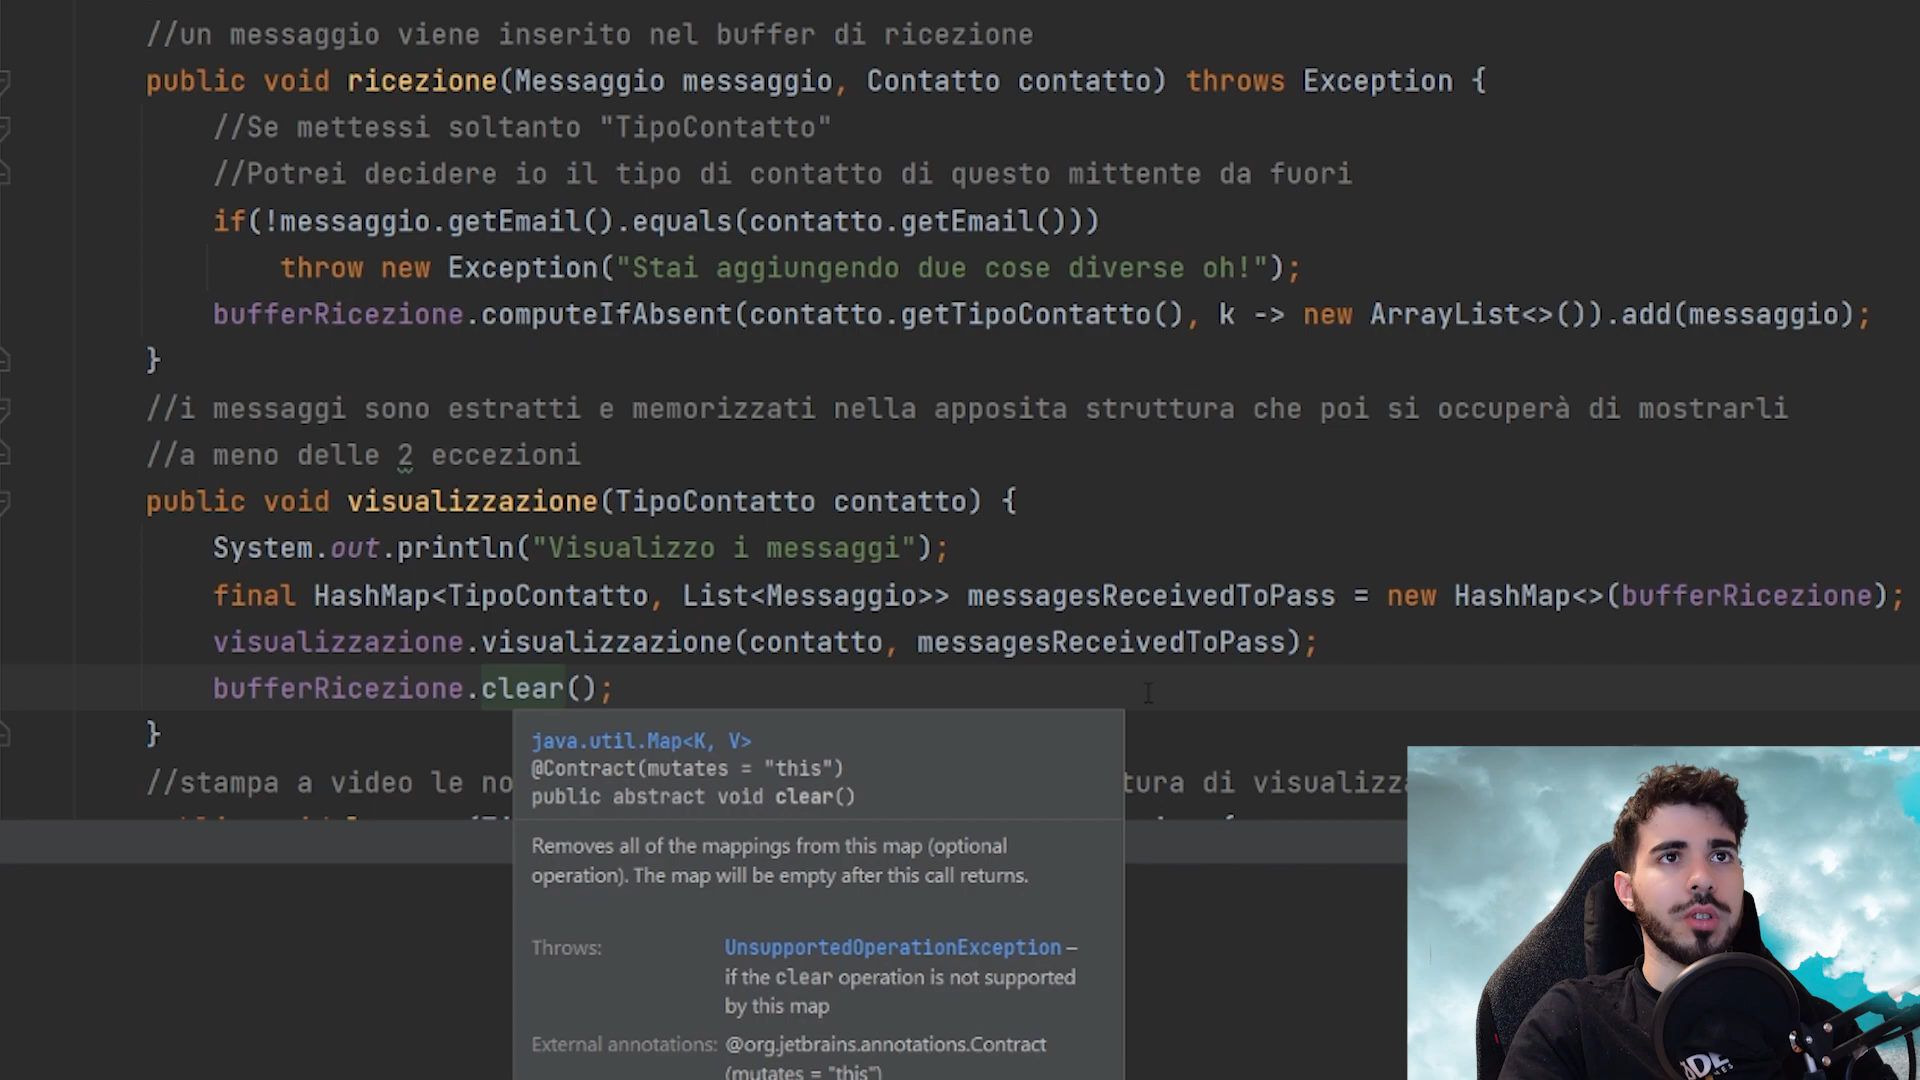 //un messaggio viene inserito nel buffer di ricezione
public void ricezione(Messaggio messaggio, Contatto contatto) throws Exception {
//Se mettessi soltanto "TipoContatto"
//Potrei decidere io il tipo di contatto di questo mittente da fuori
if(!messaggio.getEmail().equals(contatto.getEmail()))
throw new Exception("Stai aggiungendo due cose diverse oh!");
bufferRicezione.computeIfAbsent(contatto.getTipoContatto(), k -> new ArrayList<>()).add(messaggio);
}
//i messaggi sono estratti e memorizzati nella apposita struttura che poi si occuperà di mostrarli
//a meno delle 2 eccezioni
public void visualizzazione(TipoContatto contatto) {
System.out.println("Visualizzo i messaggi");
final HashMap<TipoContatto, List<Messaggio>> messagesReceivedToPass = new HashMap<>(bufferRicezione);
visualizzazione.visualizzazione(contatto, messagesReceivedToPass);
bufferRicezione.clear();
}
//stampa a video le no tura di visualizza
java.util.Map<K, V>
@Contract(mutates = "this")
public abstract void clear()
Removes all of the mappings from this map (optional
operation). The map will be empty after this call returns.
Throws: UnsupportedOperationException –
if the clear operation is not supported
by this map
External annotations: @org.jetbrains.annotations.Contract
(mutates = "this")